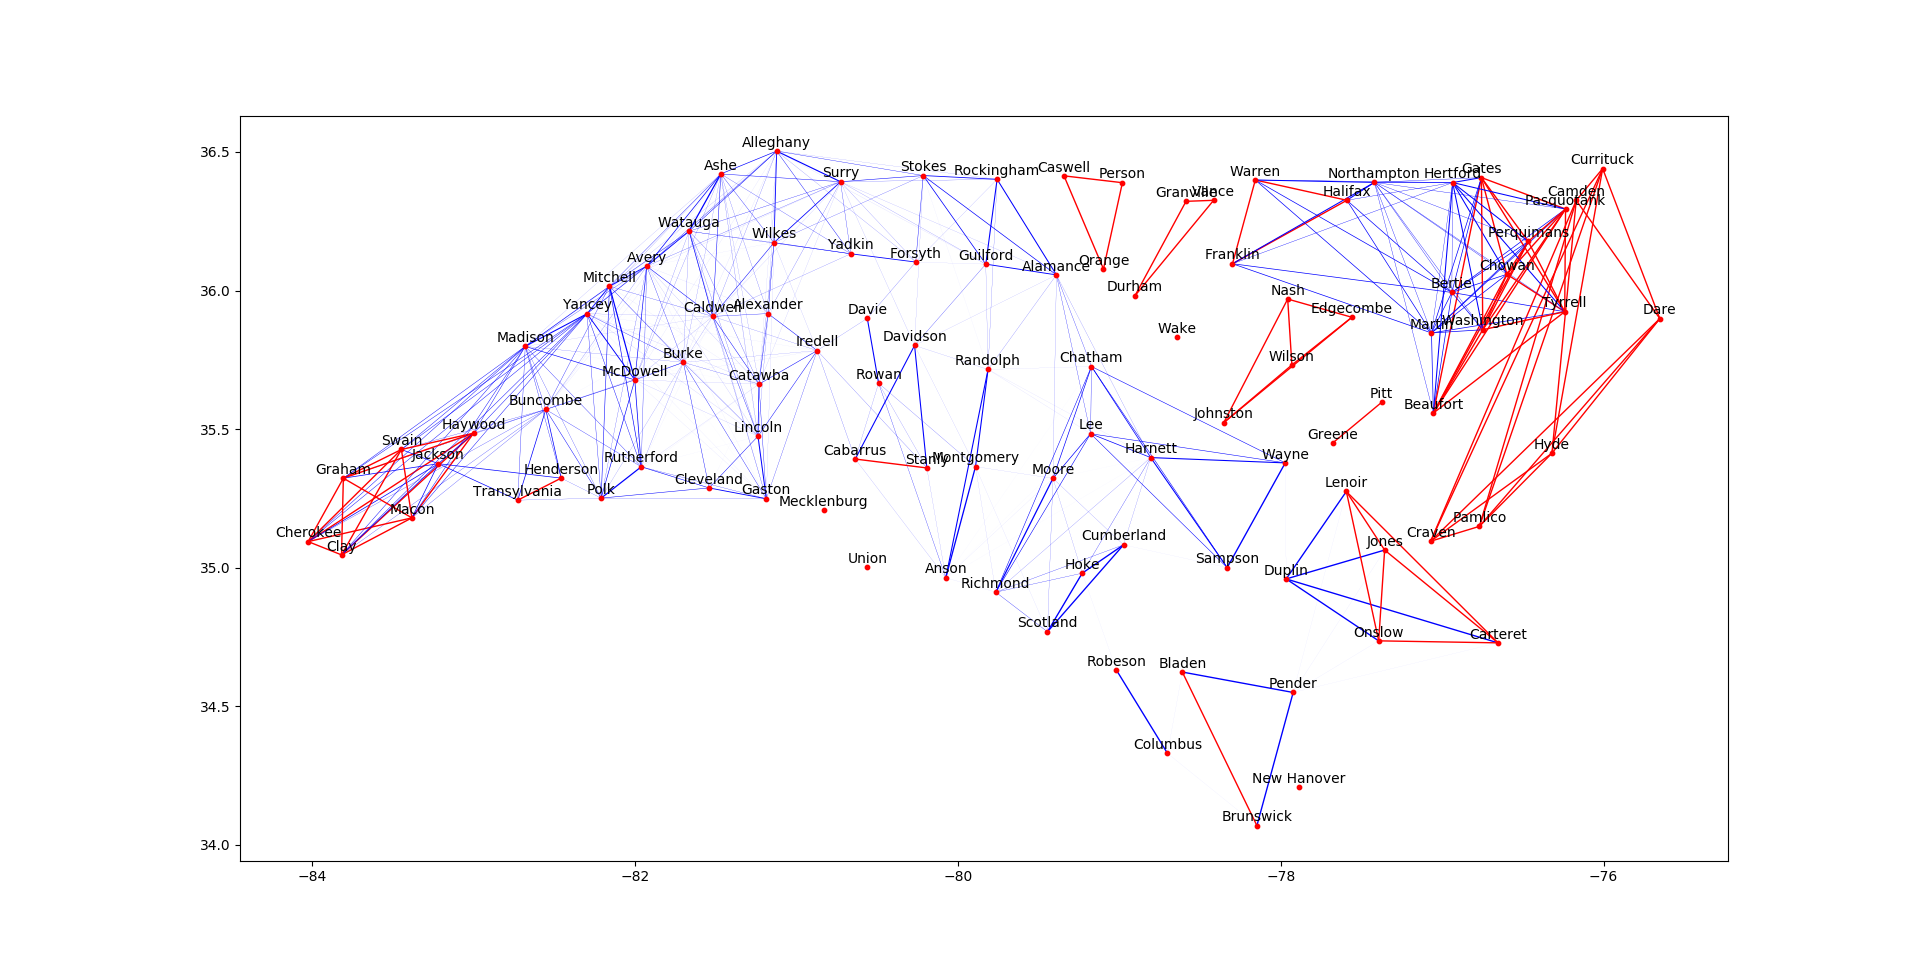 Alleghany
36.5
Ashe
Surry
Stokes
Rockingham
Caswell
Person
Granville
Vance
Warren
Northampton
Halifax
Hertford
Gates
Currituck
Camden
Pasquotank
Watauga
Wilkes
Yadkin
Forsyth
Guilford
Alamance
Orange
Durham
Franklin
Perquimans
Chowan
Avery
Mitchell
36.0
Yancey
Caldwell
Alexander
Davie
Nash
Edgecombe
Bertie
Martin
Washington
Tyrrell
Dare
Madison
Burke
McDowell
Iredell
Catawba
Davidson
Rowan
Randolph
Chatham
Wake
Wilson
Buncombe
Pitt
Beaufort
Johnston
35.5
Haywood
Swain
Jackson
Graham
Henderson
Transylvania
Rutherford
Polk
Cleveland
Lincoln
Gaston
Mecklenburg
Cabarrus
Stanly
Montgomery
Moore
Lee
Harnett
Wayne
Greene
Lenoir
Hyde
Macon
Cherokee
Clay
Craven
Pamlico
Jones
35.0
Union
Anson
Richmond
Hoke
Cumberland
Sampson
Duplin
Scotland
Onslow
Carteret
Robeson
Bladen
Pender
34.5
Columbus
New Hanover
Brunswick
34.0
−84
−82
−80
−78
−76